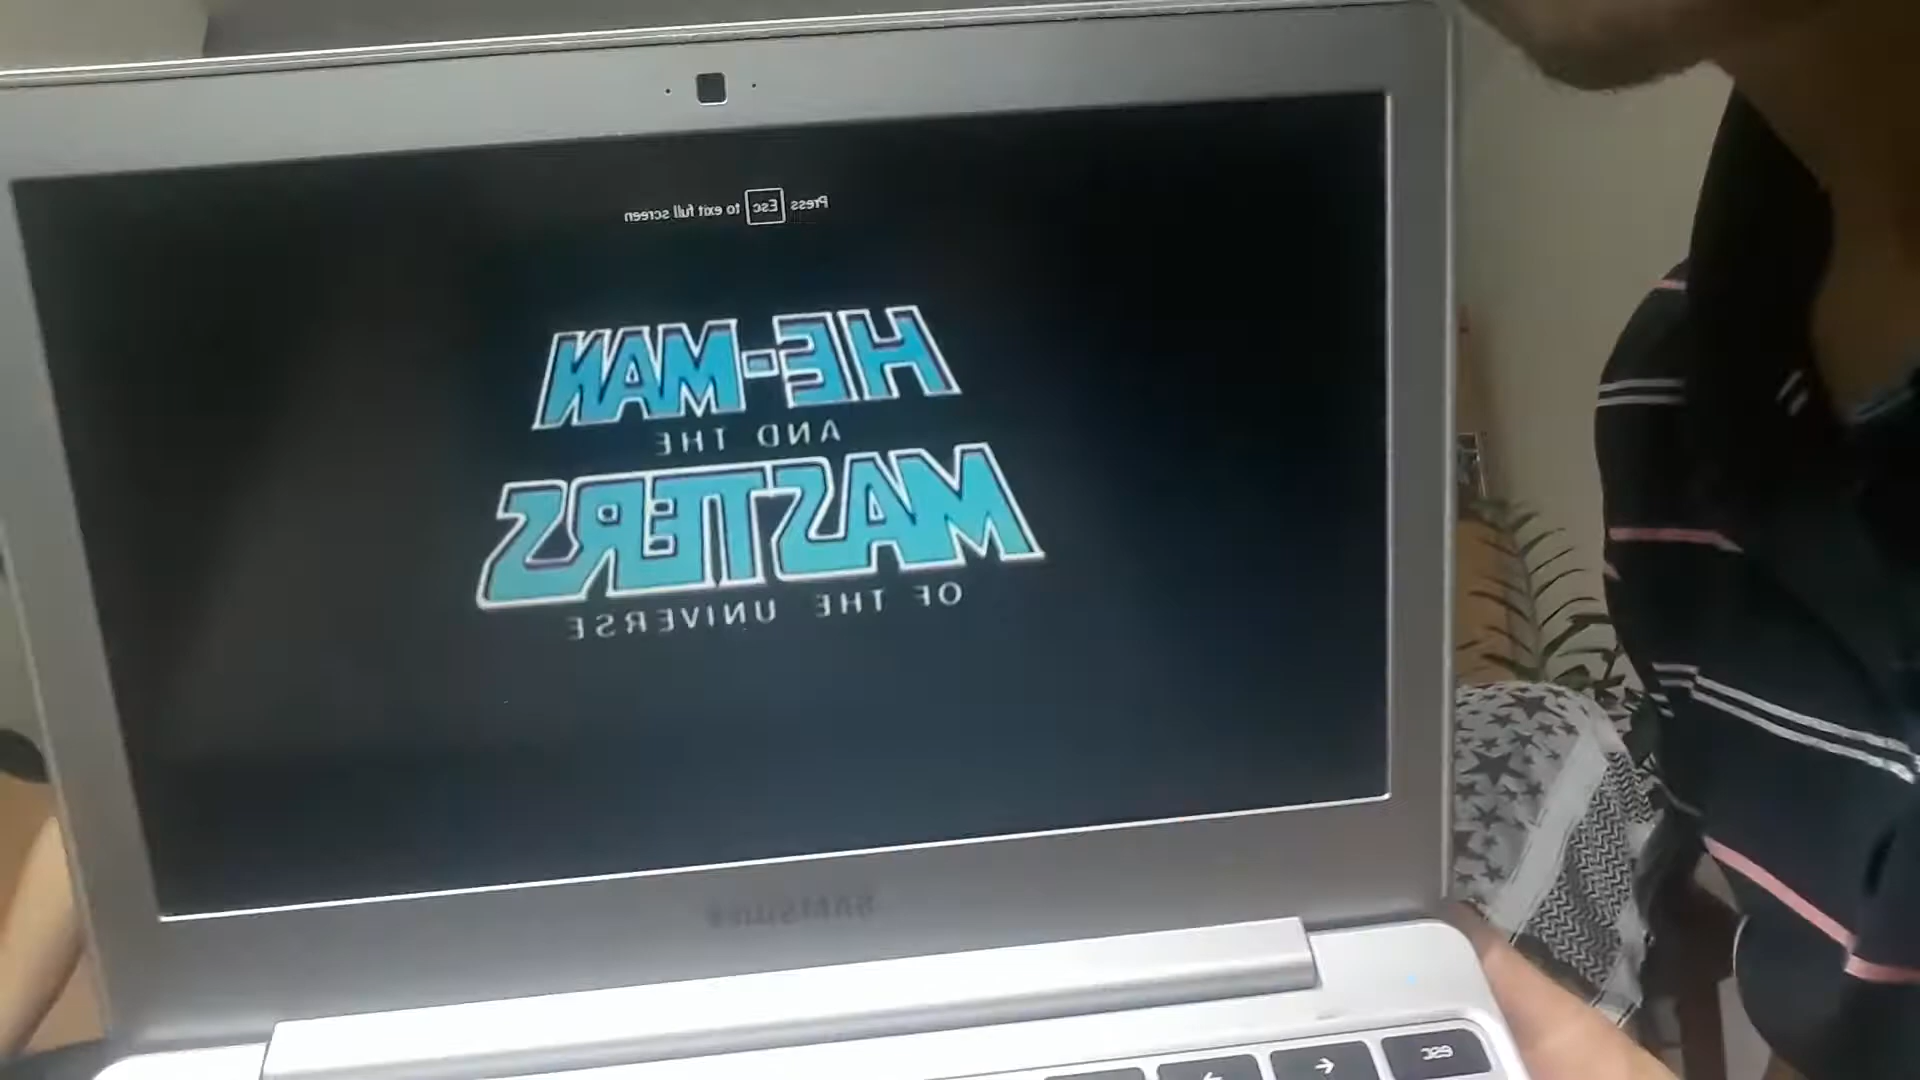 Press Esc to exit full screen
HE-MAN
AND THE
MASTERS
OF THE UNIVERSE
SAMSUNG
esc